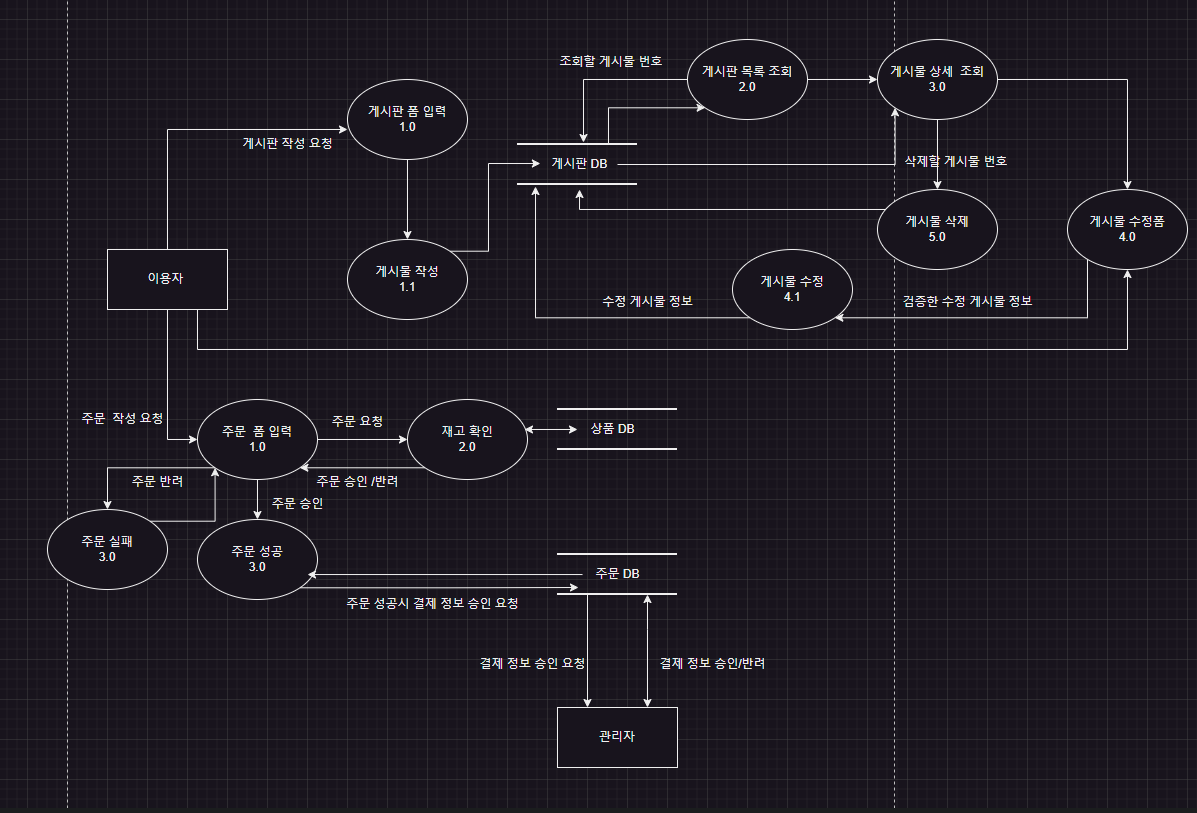 조회할 게시물 번호
게시판 목록 조회
2.0
게시물 상세 조회
3.0
게시판 폼 입력
1.0
게시판 작성 요청
게시판 DB
삭제할 게시물 번호
게시물 작성
1.1
게시물 삭제
5.0
게시물 수정폼
4.0
이용자
게시물 수정
4.1
수정 게시물 정보
검증한 수정 게시물 정보
주문 작성 요청
주문 폼 입력
1.0
주문 요청
재고 확인
2.0
상품 DB
주문 반려
주문 승인 /반려
주문 승인
주문 실패
3.0
주문 성공
3.0
주문 DB
주문 성공시 결제 정보 승인 요청
결제 정보 승인 요청
결제 정보 승인/반려
관리자